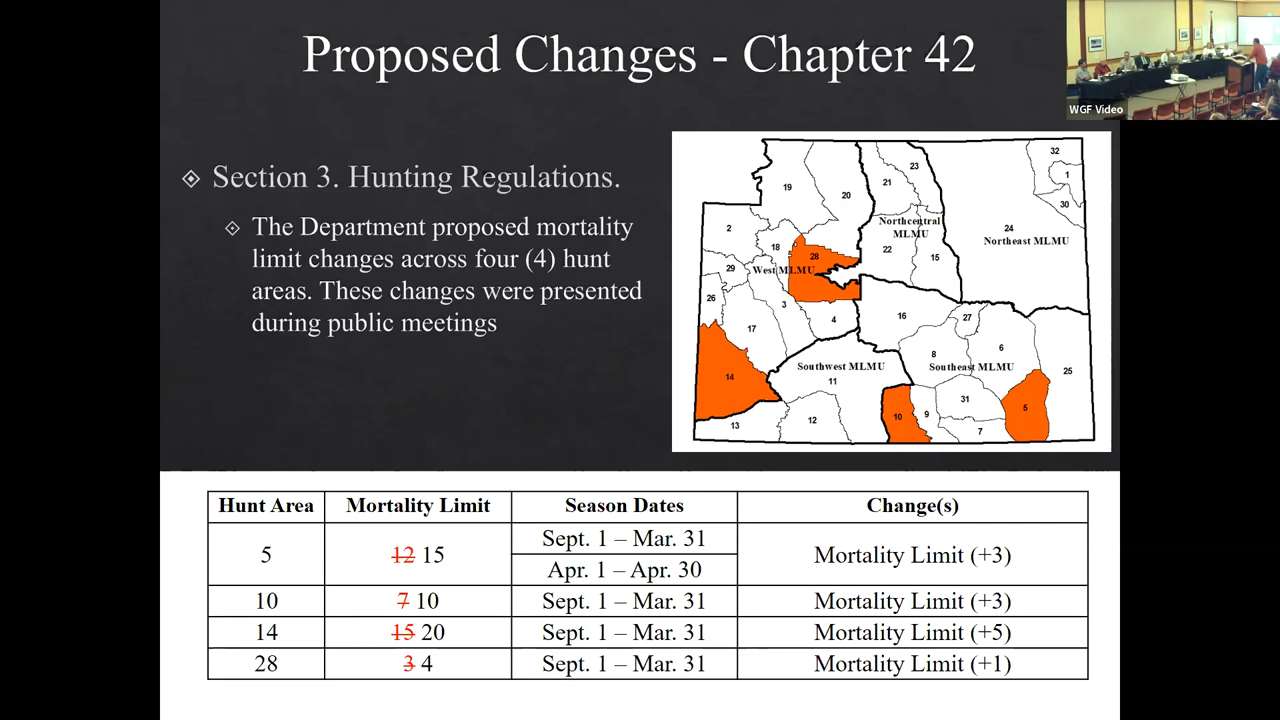 Proposed Changes - Chapter 42
WGF Video
Section 3. Hunting Regulations.
The Department proposed mortality
limit changes across four (4) hunt
areas. These changes were presented
during public meetings
32
23
1
21
19
20
30
Northcentral
MLMU
24
Northeast MLMU
2
18
22
28
15
29
West MLMU
26
3
4
16
27
17
8
6
Southwest MLMU
Southeast MLMU
25
14
11
31
5
10
9
12
13
7
Hunt Area Mortality Limit Season Dates Change(s)
5 12 15 Sept. 1 – Mar. 31 Mortality Limit (+3)
Apr. 1 – Apr. 30
10 7 10 Sept. 1 – Mar. 31 Mortality Limit (+3)
14 15 20 Sept. 1 – Mar. 31 Mortality Limit (+5)
28 3 4 Sept. 1 – Mar. 31 Mortality Limit (+1)